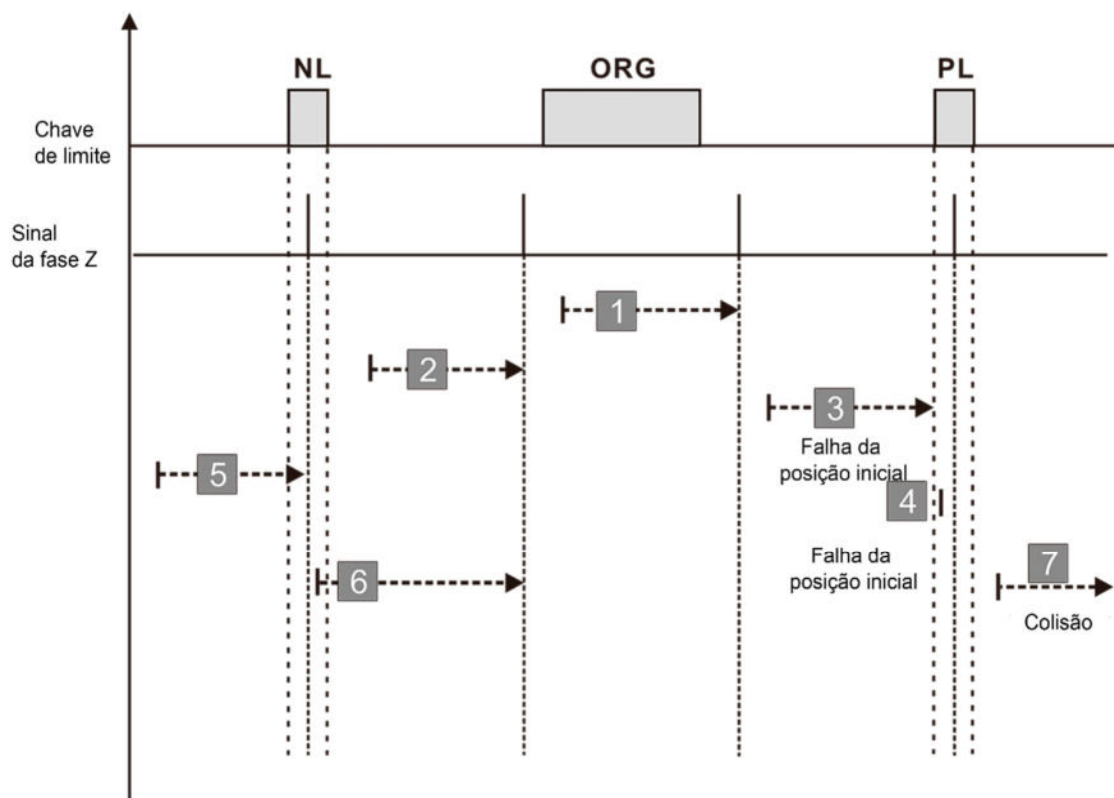 NL
ORG
PL
Chave
de limite
Sinal
da fase Z
1
2
3
Falha da
posição inicial
5
4
6
Falha da
posição inicial
7
Colisão